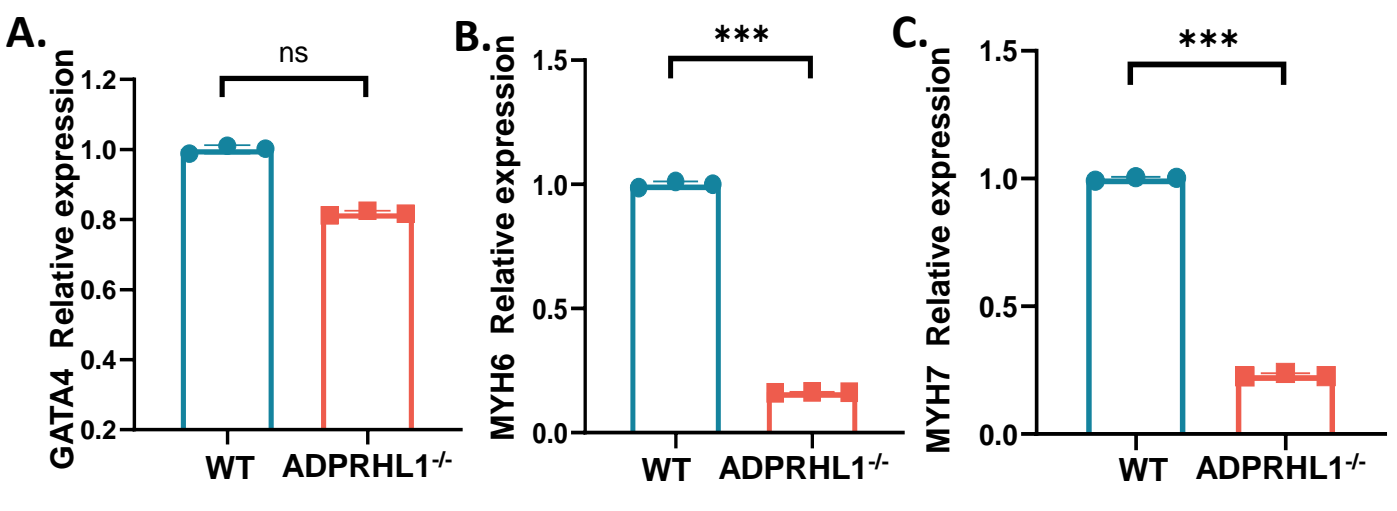 A.
GATA4 Relative expression
ns
1.2
1.0
0.8
0.6
0.4
0.2
WT
ADPRHL1-/-
B.
MYH6 Relative expression
***
1.5
1.0
0.5
0.0
WT
ADPRHL1-/-
C.
MYH7 Relative expression
***
1.5
1.0
0.5
0.0
WT
ADPRHL1-/-